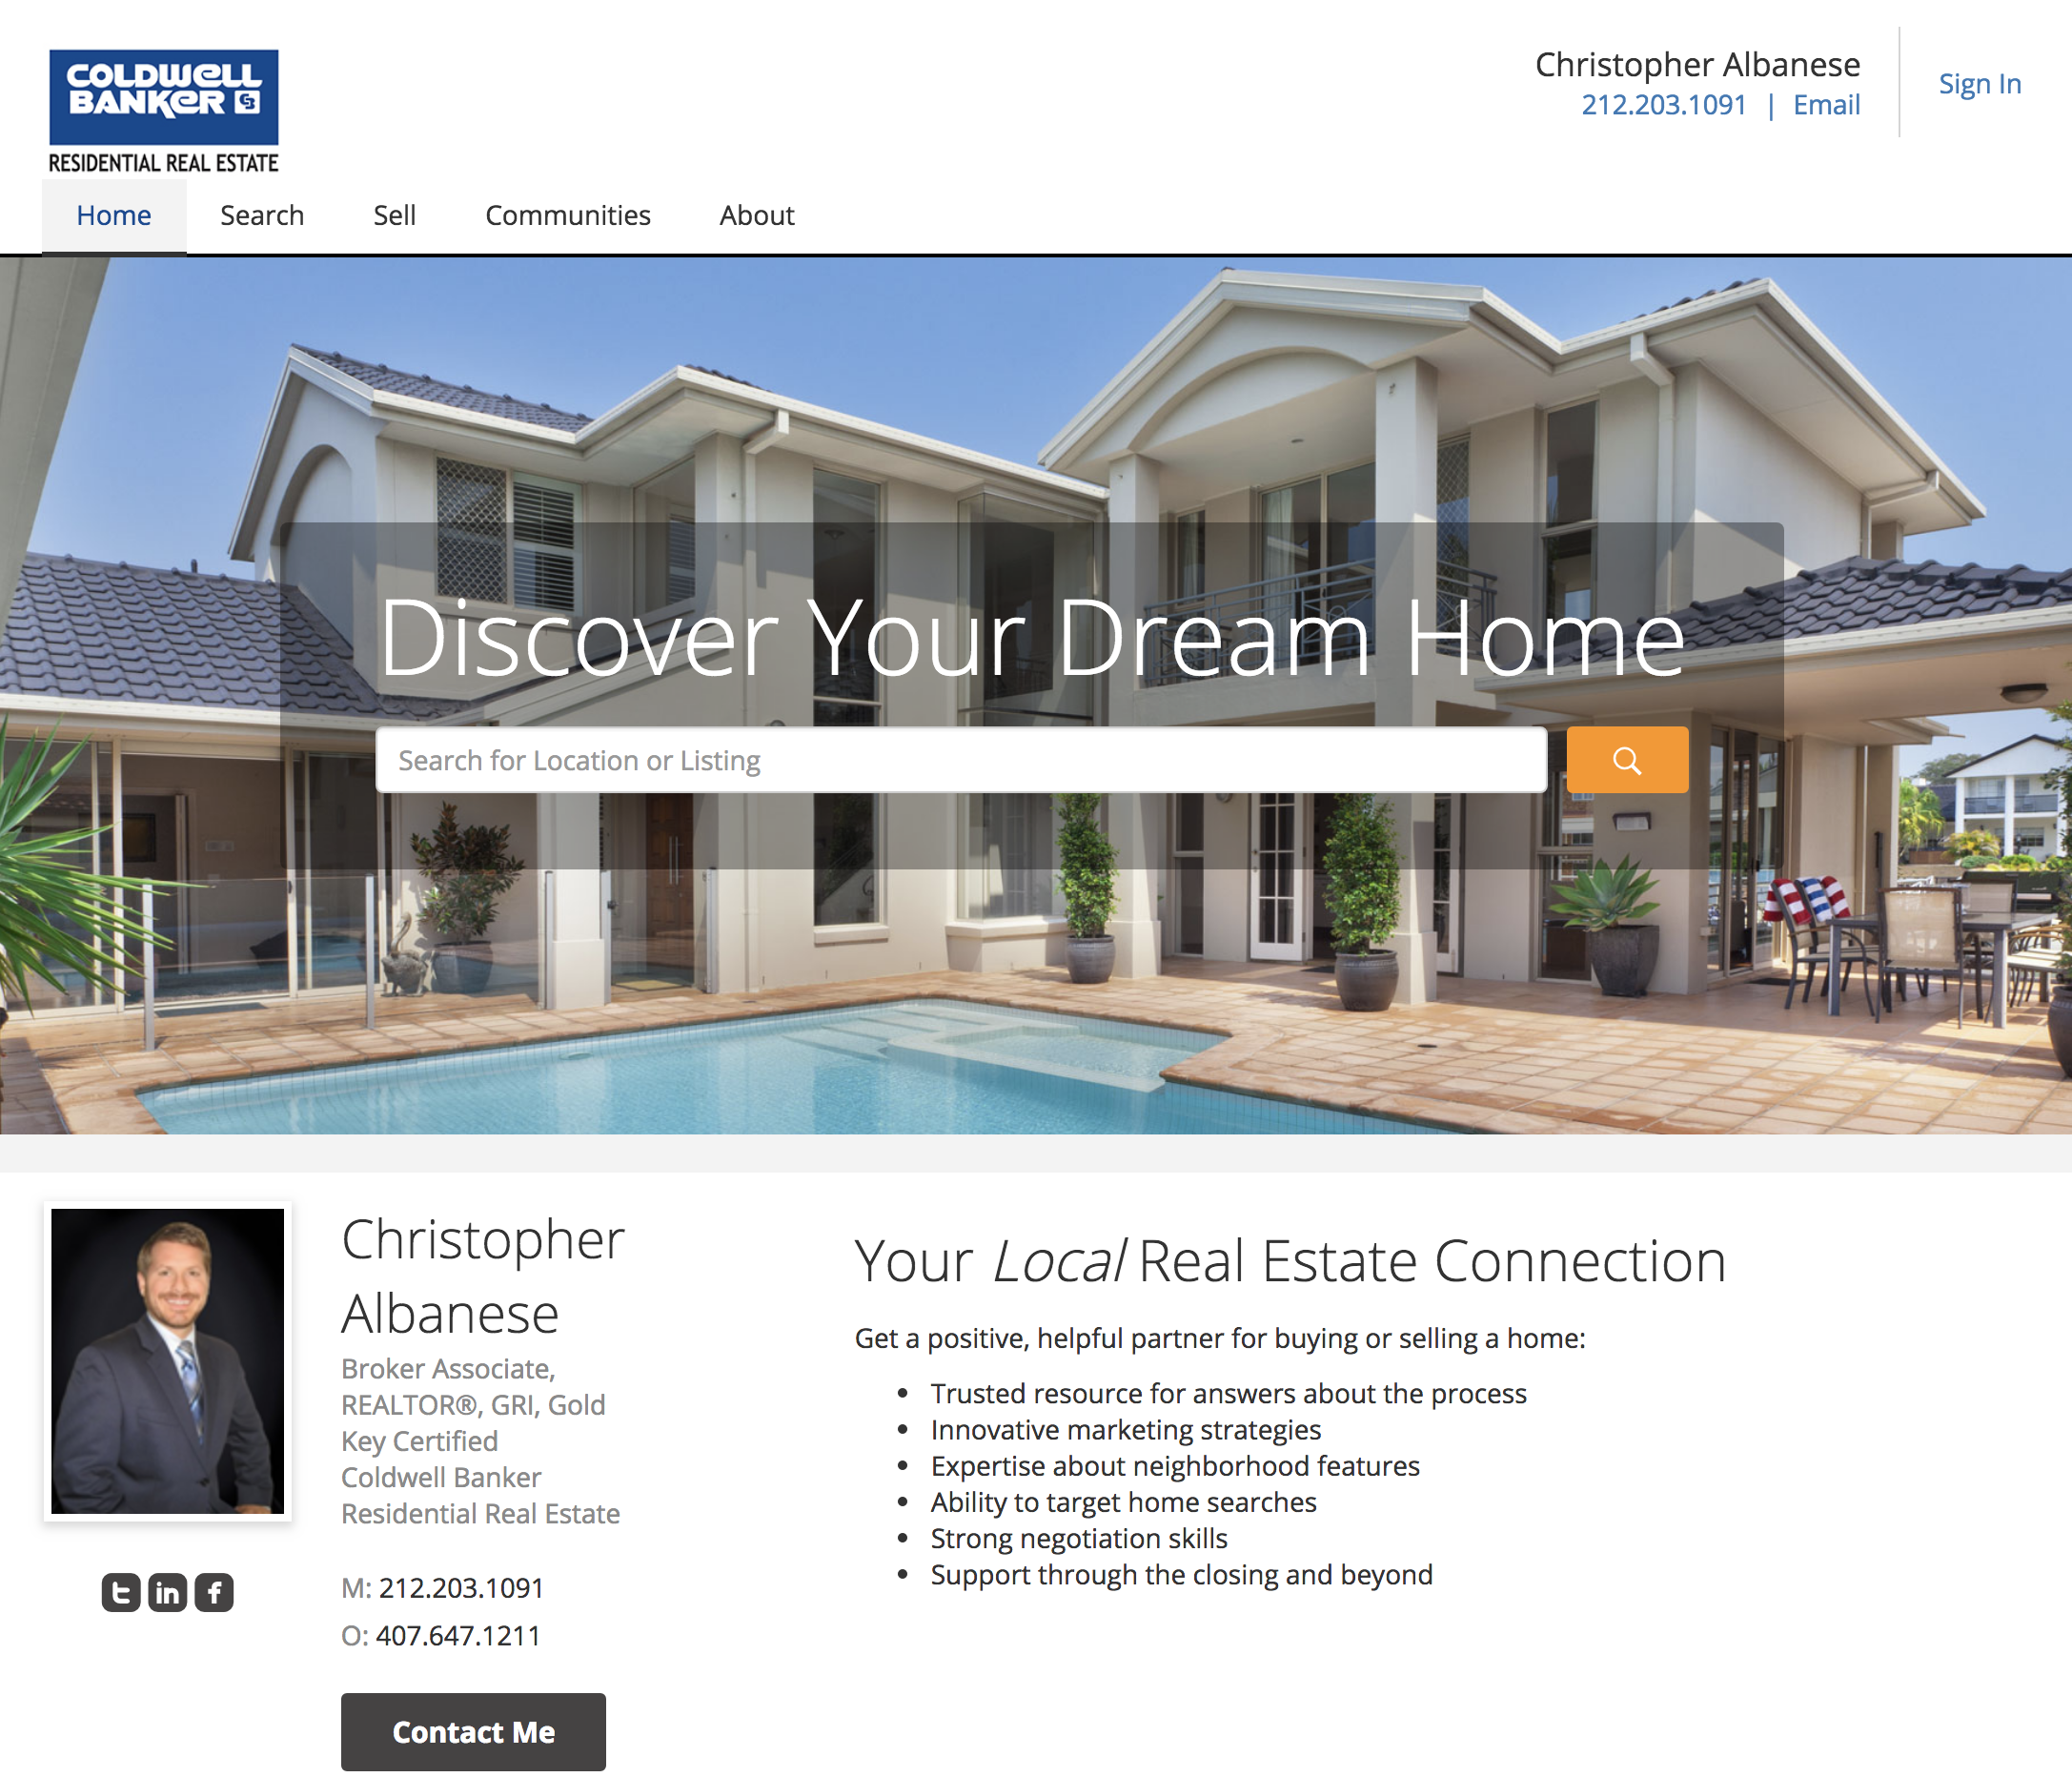 COLDWELL
BANKER CB
RESIDENTIAL REAL ESTATE
Christopher Albanese
212.203.1091 | Email
Sign In
Home Search Sell Communities About
Discover Your Dream Home
Search for Location or Listing
Christopher
Albanese
Broker Associate,
REALTOR®, GRI, Gold
Key Certified
Coldwell Banker
Residential Real Estate
M: 212.203.1091
O: 407.647.1211
Contact Me
Your Local Real Estate Connection
Get a positive, helpful partner for buying or selling a home:
• Trusted resource for answers about the process
• Innovative marketing strategies
• Expertise about neighborhood features
• Ability to target home searches
• Strong negotiation skills
• Support through the closing and beyond